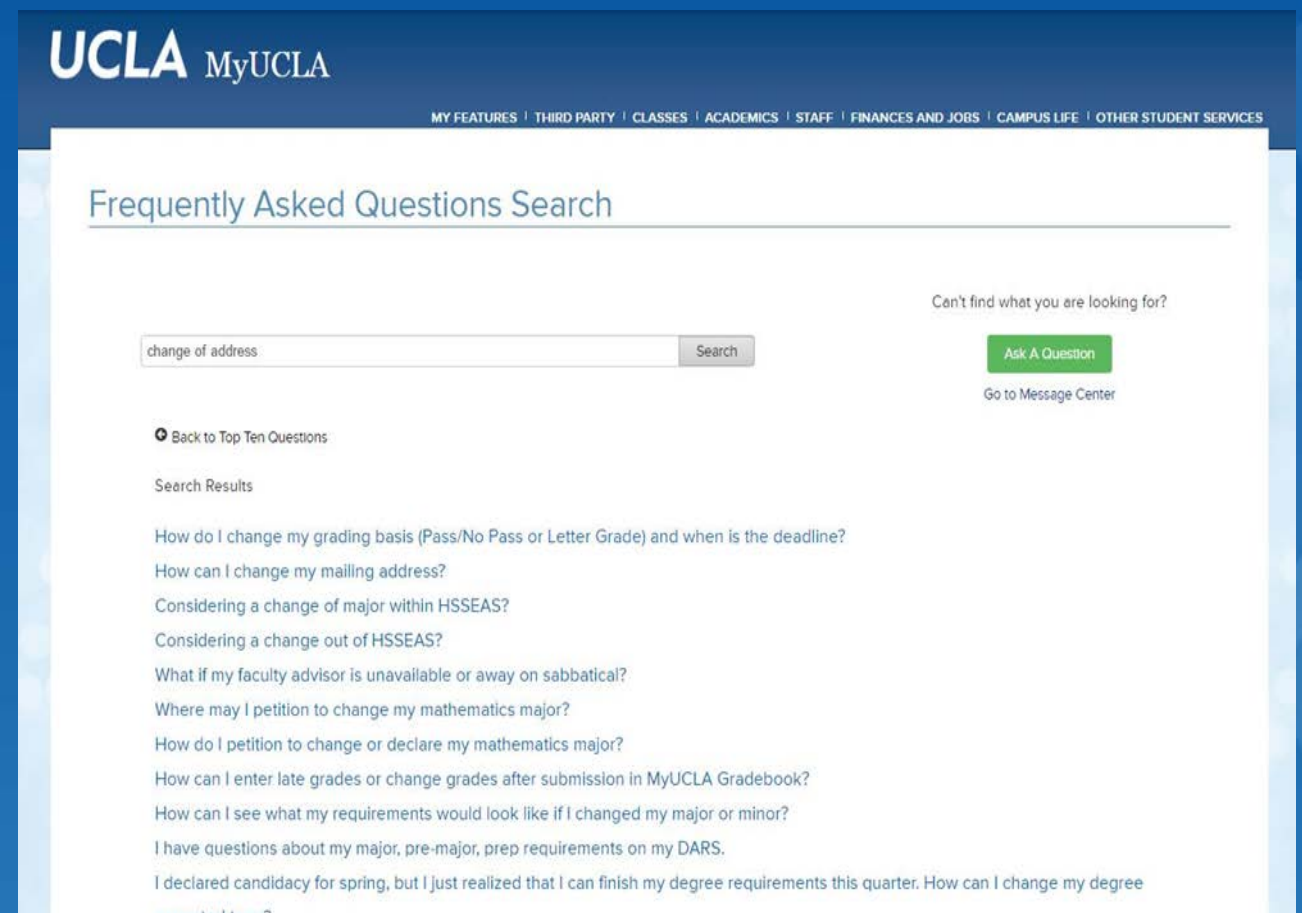 UCLA MyUCLA
MY FEATURES | THIRD PARTY | CLASSES | ACADEMICS | STAFF | FINANCES AND JOBS | CAMPUS LIFE | OTHER STUDENT SERVICES
Frequently Asked Questions Search
Can't find what you are looking for?
change of address Search Ask A Question
Go to Message Center
Back to Top Ten Questions
Search Results
How do I change my grading basis (Pass/No Pass or Letter Grade) and when is the deadline?
How can I change my mailing address?
Considering a change of major within HSSEAS?
Considering a change out of HSSEAS?
What if my faculty advisor is unavailable or away on sabbatical?
Where may I petition to change my mathematics major?
How do I petition to change or declare my mathematics major?
How can I enter late grades or change grades after submission in MyUCLA Gradebook?
How can I see what my requirements would look like if I changed my major or minor?
I have questions about my major, pre-major, prep requirements on my DARS.
I declared candidacy for spring, but I just realized that I can finish my degree requirements this quarter. How can I change my degree